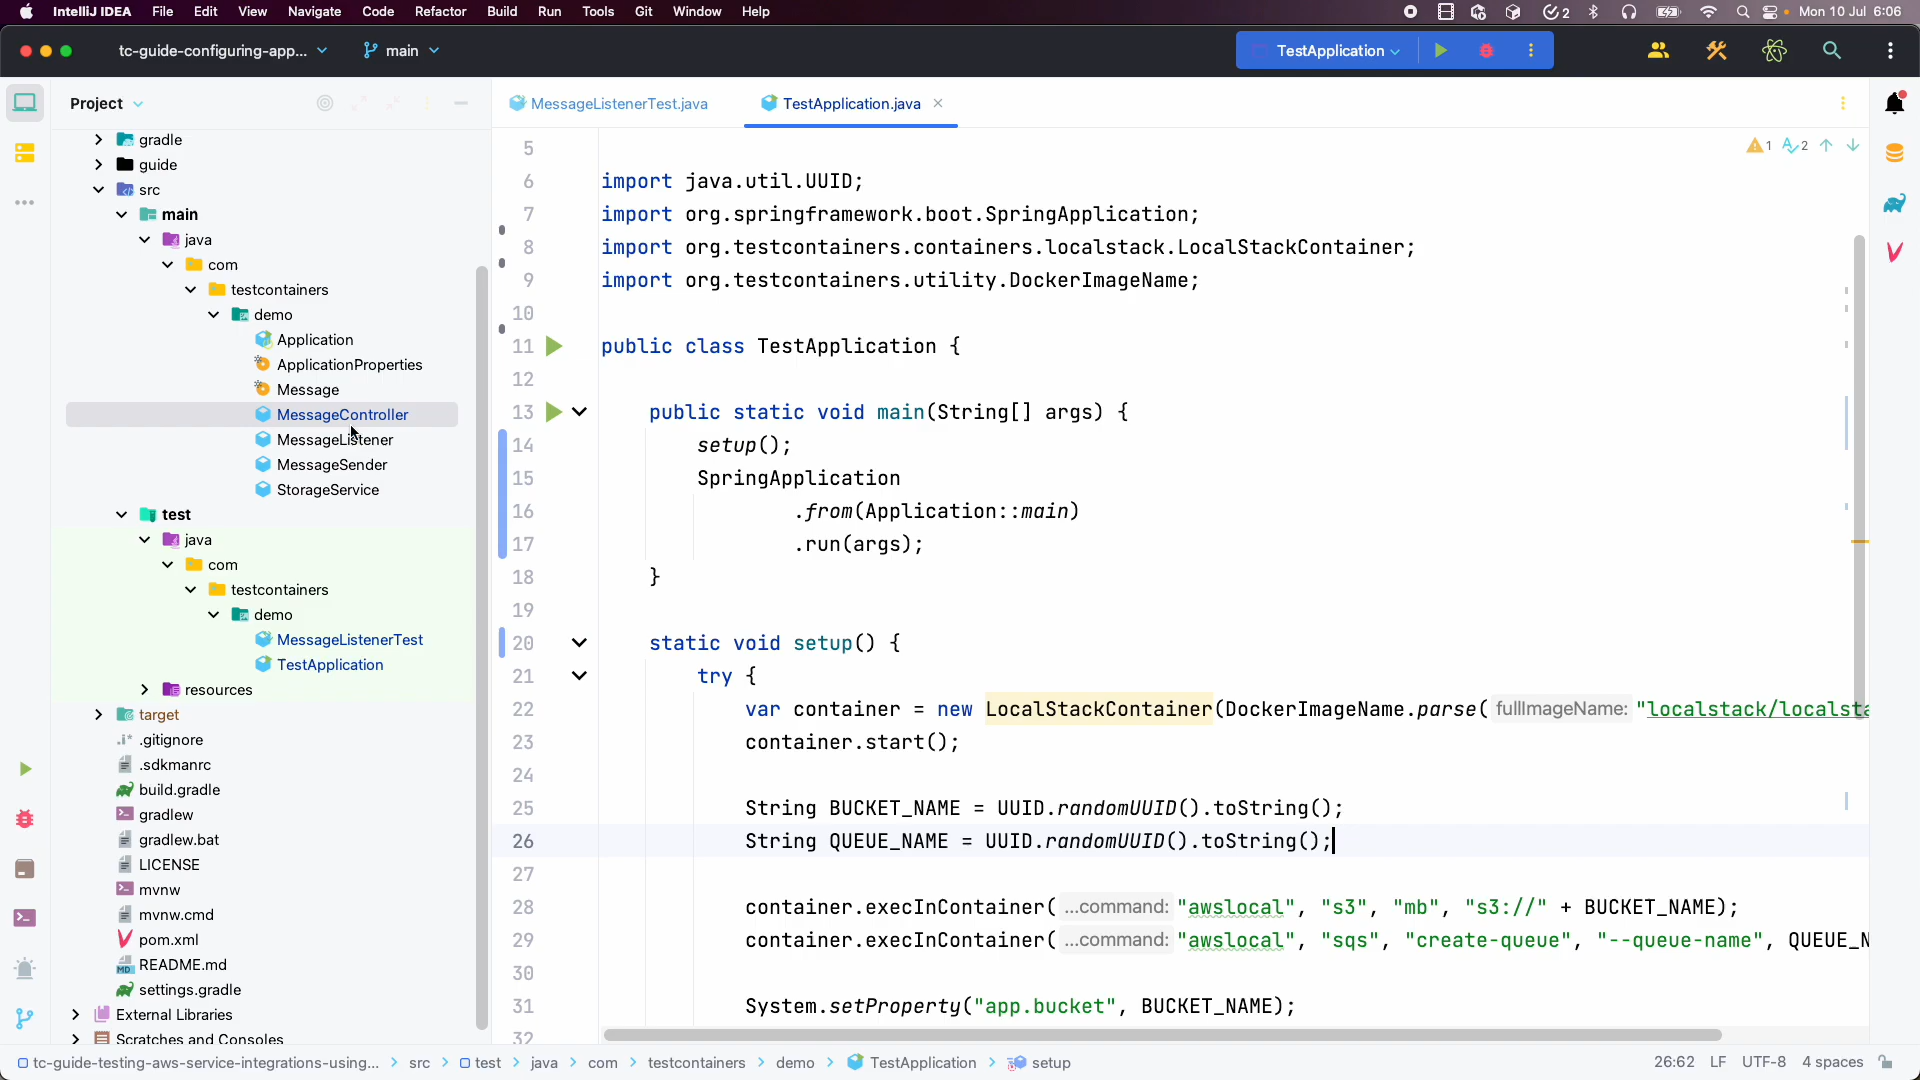 IntelliJ IDEA File Edit View Navigate Code Refactor Build Run Tools Git Window Help 2 Mon 10 Jul 6:06
tc-guide-configuring-app... main TestApplication
Project
MessageListenerTest.java TestApplication.java
gradle
guide
src
main
java
com
testcontainers
demo
Application
ApplicationProperties
Message
MessageController
MessageListener
MessageSender
StorageService
test
java
com
testcontainers
demo
MessageListenerTest
TestApplication
resources
target
.gitignore
.sdkmanrc
build.gradle
gradlew
gradlew.bat
LICENSE
mvnw
mvnw.cmd
pom.xml
README.md
settings.gradle
External Libraries
Scratches and Consoles
1 2
5
6 import java.util.UUID;
7 import org.springframework.boot.SpringApplication;
8 import org.testcontainers.containers.localstack.LocalStackContainer;
9 import org.testcontainers.utility.DockerImageName;
10
11 public class TestApplication {
12
13 public static void main(String[] args) {
14 setup();
15 SpringApplication
16 .from(Application::main)
17 .run(args);
18 }
19
20 static void setup() {
21 try {
22 var container = new LocalStackContainer(DockerImageName.parse( fullImageName: "localstack/localsta
23 container.start();
24
25 String BUCKET_NAME = UUID.randomUUID().toString();
26 String QUEUE_NAME = UUID.randomUUID().toString();
27
28 container.execInContainer( ...command: "awslocal", "s3", "mb", "s3://" + BUCKET_NAME);
29 container.execInContainer( ...command: "awslocal", "sqs", "create-queue", "--queue-name", QUEUE_N
30
31 System.setProperty("app.bucket", BUCKET_NAME);
32
tc-guide-testing-aws-service-integrations-using... src test java com testcontainers demo TestApplication setup 26:62 LF UTF-8 4 spaces